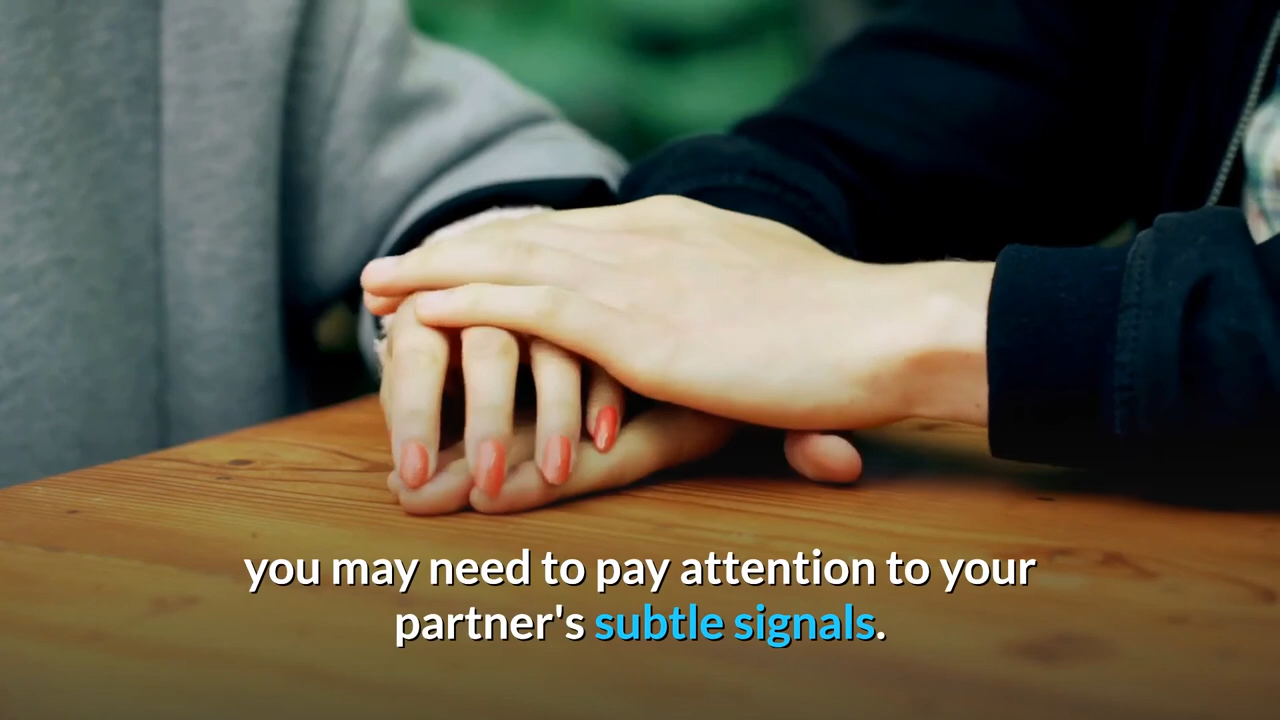 you may need to pay attention to your
partner's subtle signals.